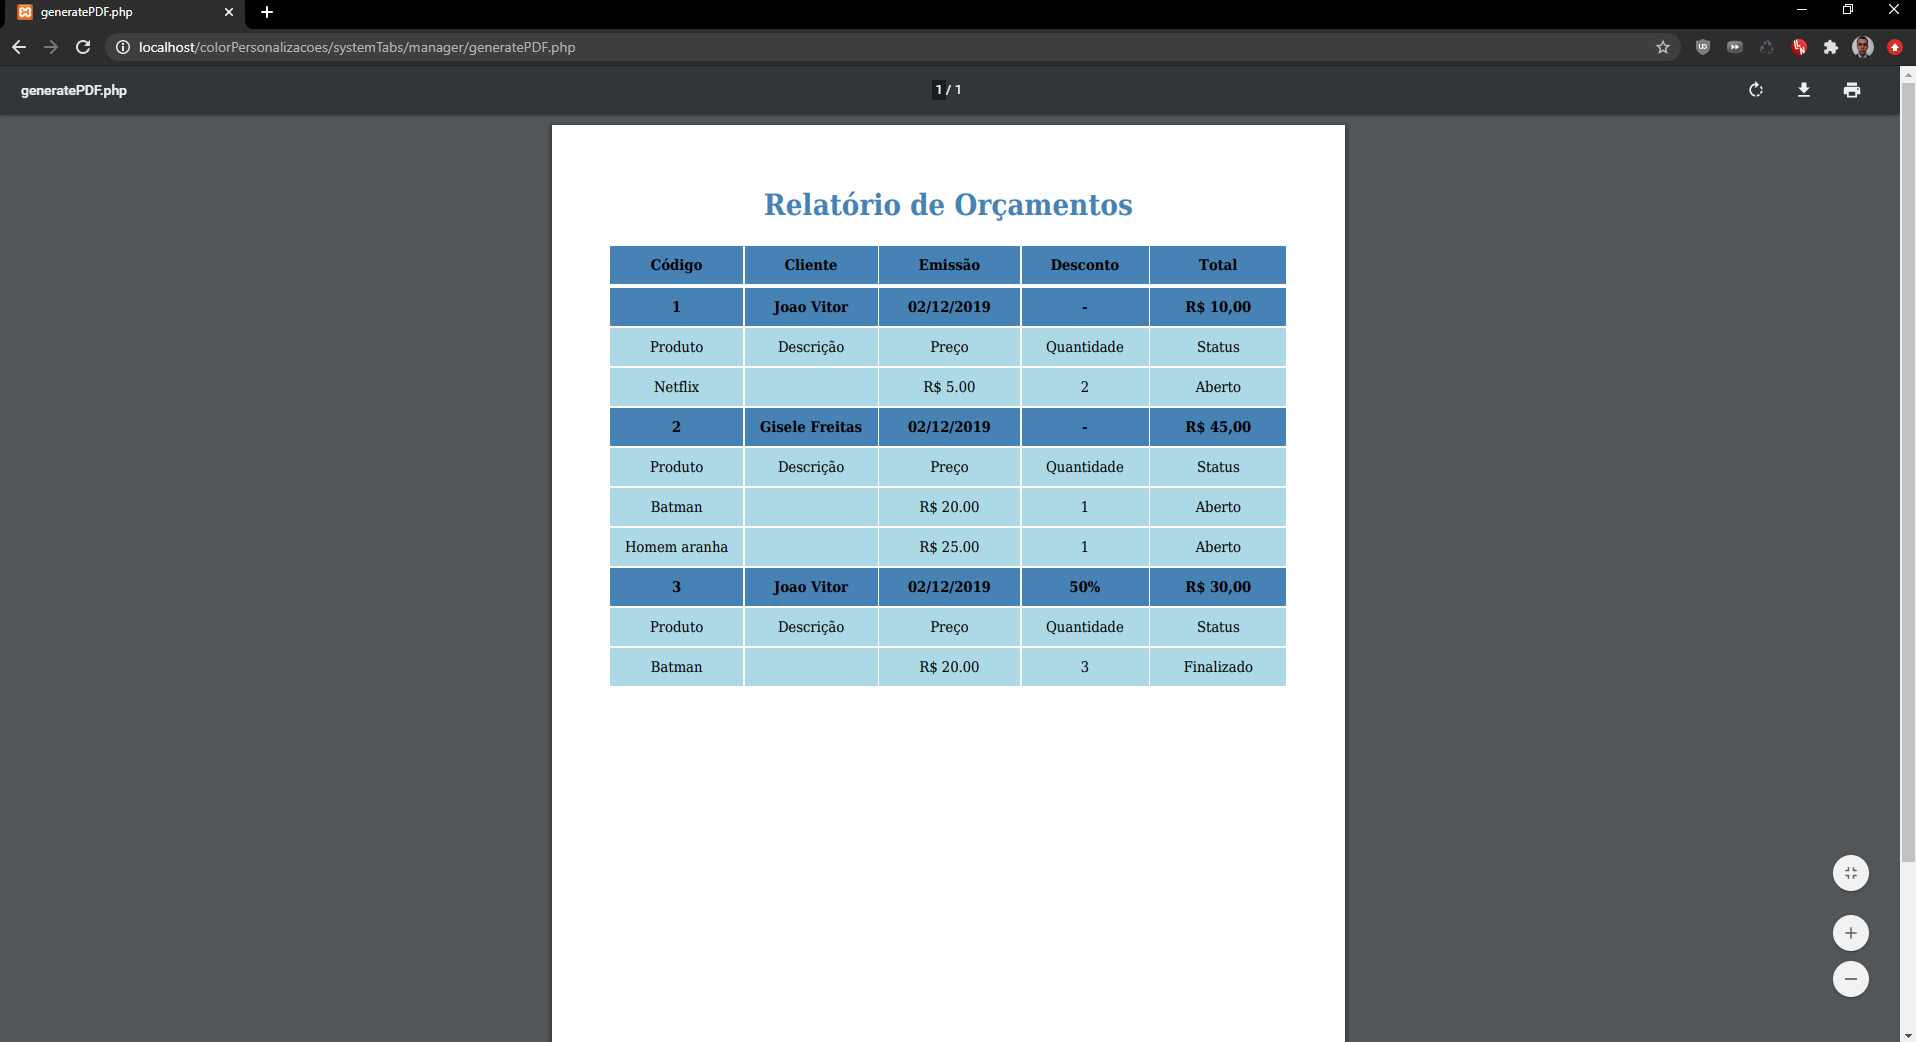 generatePDF.php
localhost/colorPersonalizacoes/systemTabs/manager/generatePDF.php
generatePDF.php 1 / 1
Relatório de Orçamentos
Código Cliente Emissão Desconto Total
1 Joao Vitor 02/12/2019 - R$ 10,00
Produto Descrição Preço Quantidade Status
Netflix R$ 5.00 2 Aberto
2 Gisele Freitas 02/12/2019 - R$ 45,00
Produto Descrição Preço Quantidade Status
Batman R$ 20.00 1 Aberto
Homem aranha R$ 25.00 1 Aberto
3 Joao Vitor 02/12/2019 50% R$ 30,00
Produto Descrição Preço Quantidade Status
Batman R$ 20.00 3 Finalizado